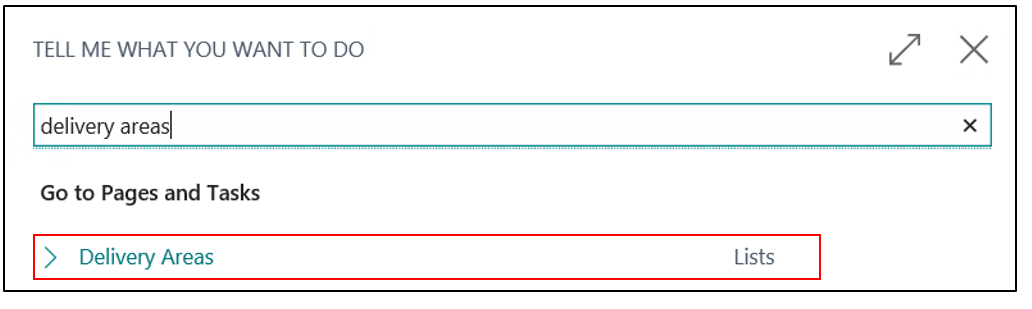 TELL ME WHAT YOU WANT TO DO
delivery areas
Go to Pages and Tasks
Delivery Areas Lists